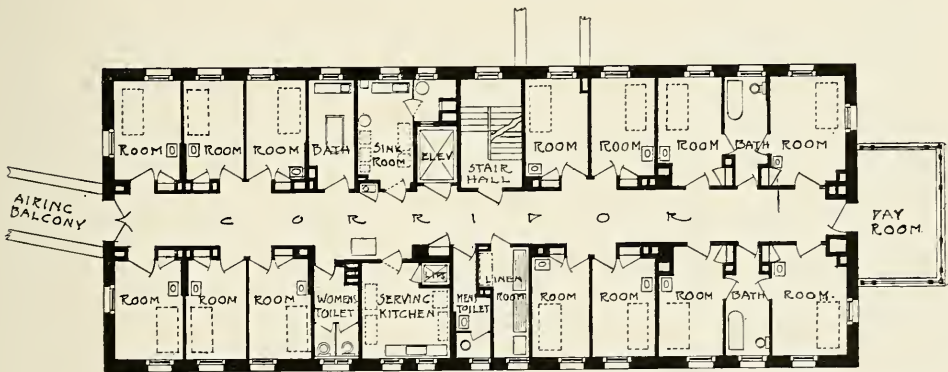 ROOM
ROOM
ROOM
BATH
SINK
ROOM
ELEV.
STAIR
HALL
ROOM
ROOM
ROOM
BATH
ROOM
AIRING
BALCONY
CORRIDOR
DAY
ROOM
ROOM
ROOM
ROOM
WOMENS
TOILET
SERVING
KITCHEN
LIFT
MENS
TOILET
LINEN
ROOM
ROOM
ROOM
ROOM
BATH
ROOM